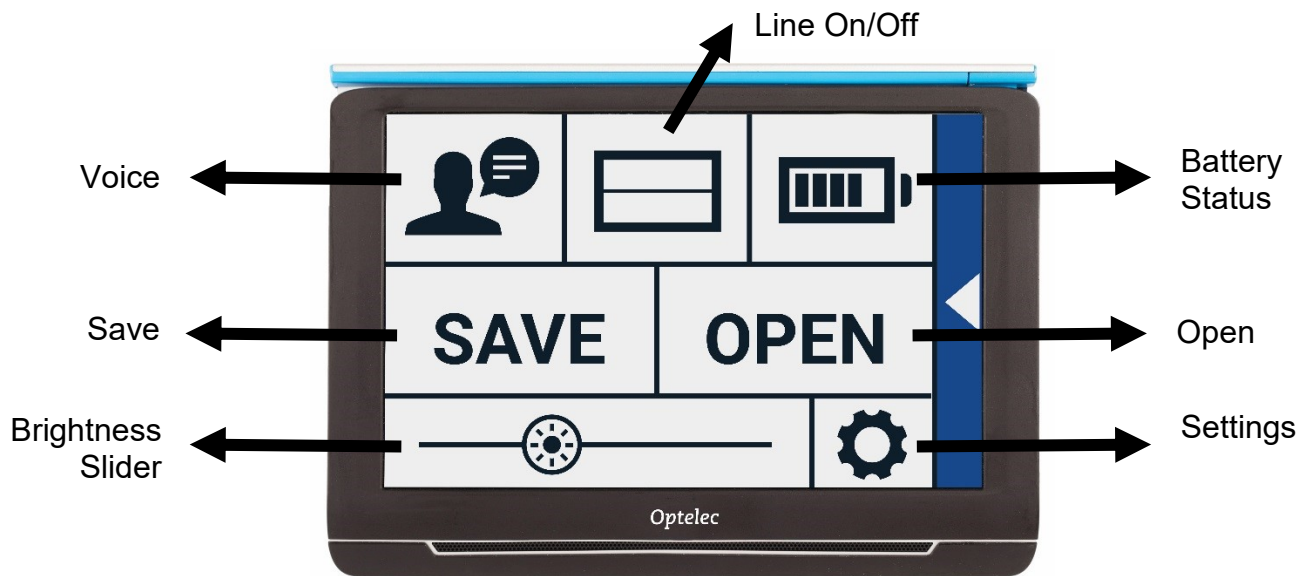 Line On/Off
Voice
Battery
Status
SAVE
OPEN
Save
Open
Brightness
Slider
Settings
Optelec